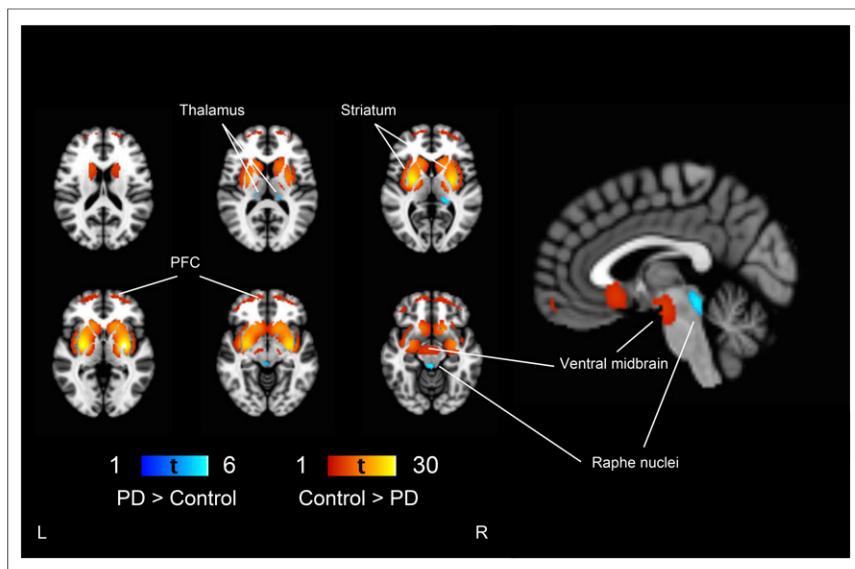 Thalamus
Striatum
PFC
Ventral midbrain
Raphe nuclei
1 t 6
1 t 30
PD > Control
Control > PD
L
R